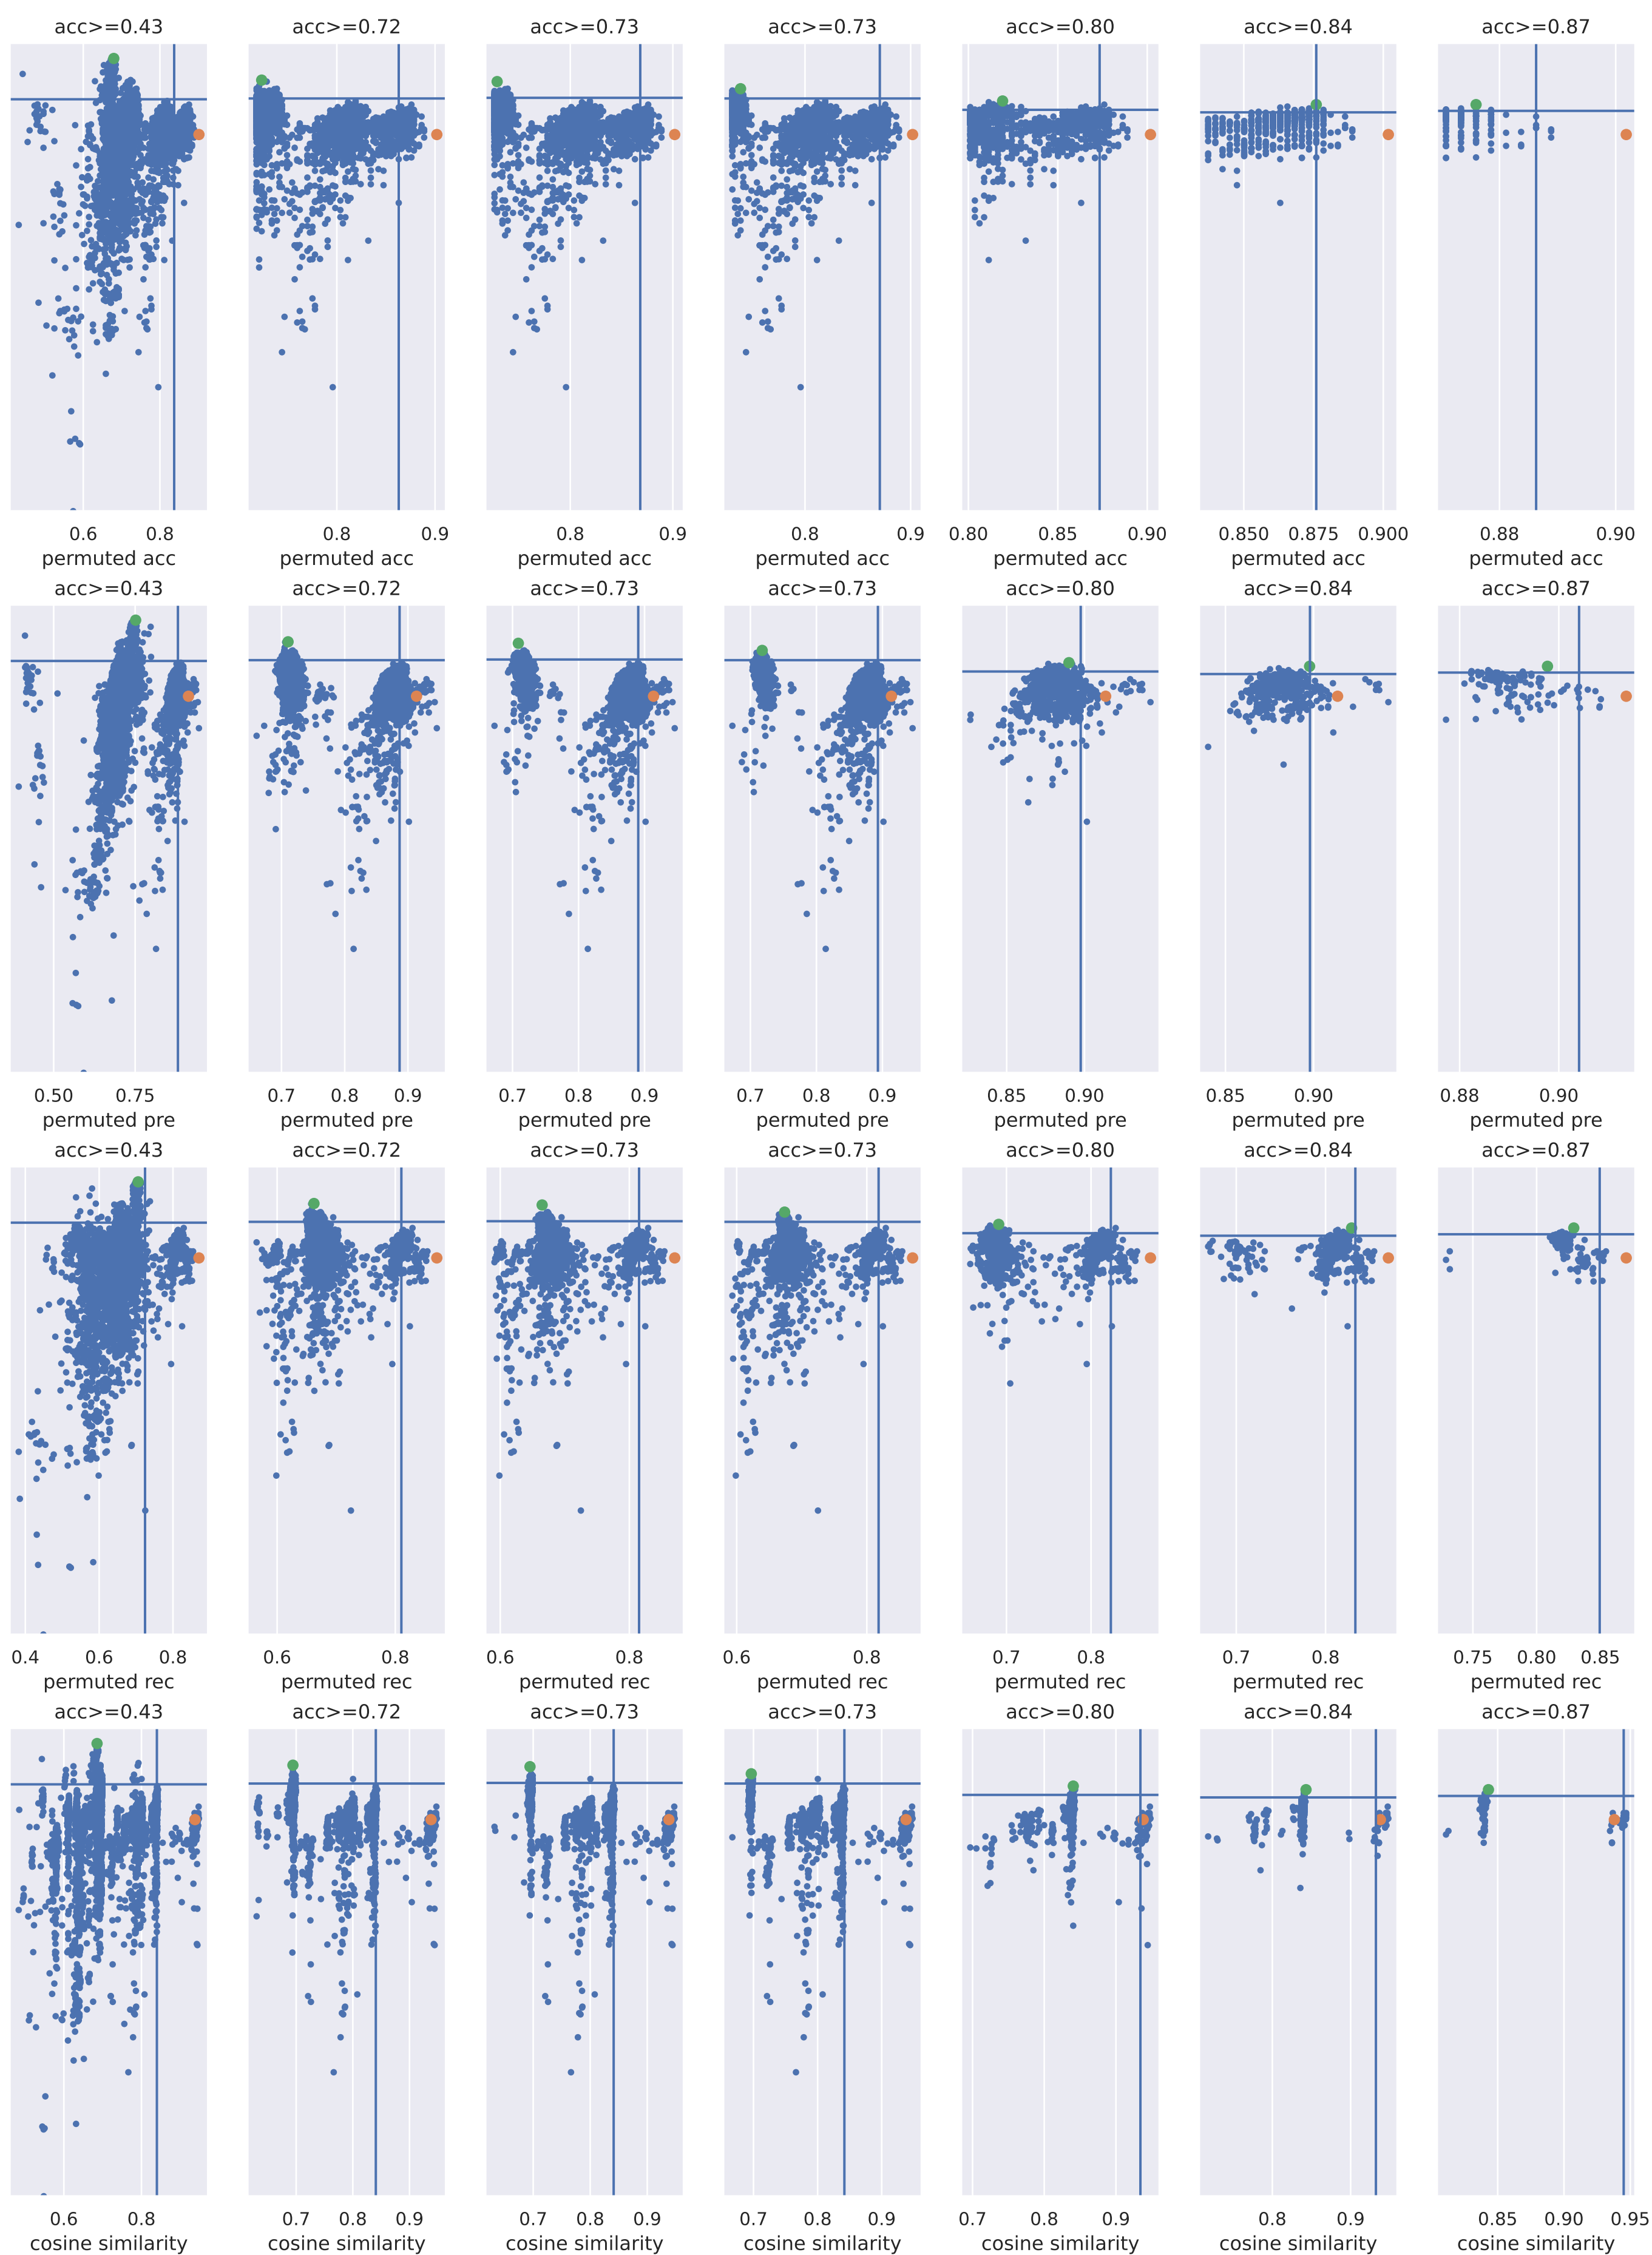 acc>=0.43 acc>=0.72 acc>=0.73 acc>=0.73 acc>=0.80 acc>=0.84 acc>=0.87
0.6 0.8 0.8 0.9 0.8 0.9 0.8 0.9 0.80 0.85 0.90 0.850 0.875 0.900 0.88 0.90
permuted acc permuted acc permuted acc permuted acc permuted acc permuted acc permuted acc
acc>=0.43 acc>=0.72 acc>=0.73 acc>=0.73 acc>=0.80 acc>=0.84 acc>=0.87
0.50 0.75 0.7 0.8 0.9 0.7 0.8 0.9 0.7 0.8 0.9 0.85 0.90 0.85 0.90 0.88 0.90
permuted pre permuted pre permuted pre permuted pre permuted pre permuted pre permuted pre
acc>=0.43 acc>=0.72 acc>=0.73 acc>=0.73 acc>=0.80 acc>=0.84 acc>=0.87
0.4 0.6 0.8 0.6 0.8 0.6 0.8 0.6 0.8 0.7 0.8 0.7 0.8 0.75 0.80 0.85
permuted rec permuted rec permuted rec permuted rec permuted rec permuted rec permuted rec
acc>=0.43 acc>=0.72 acc>=0.73 acc>=0.73 acc>=0.80 acc>=0.84 acc>=0.87
0.6 0.8 0.7 0.8 0.9 0.7 0.8 0.9 0.7 0.8 0.9 0.7 0.8 0.9 0.8 0.9 0.85 0.90 0.95
cosine similarity cosine similarity cosine similarity cosine similarity cosine similarity cosine similarity cosine similarity